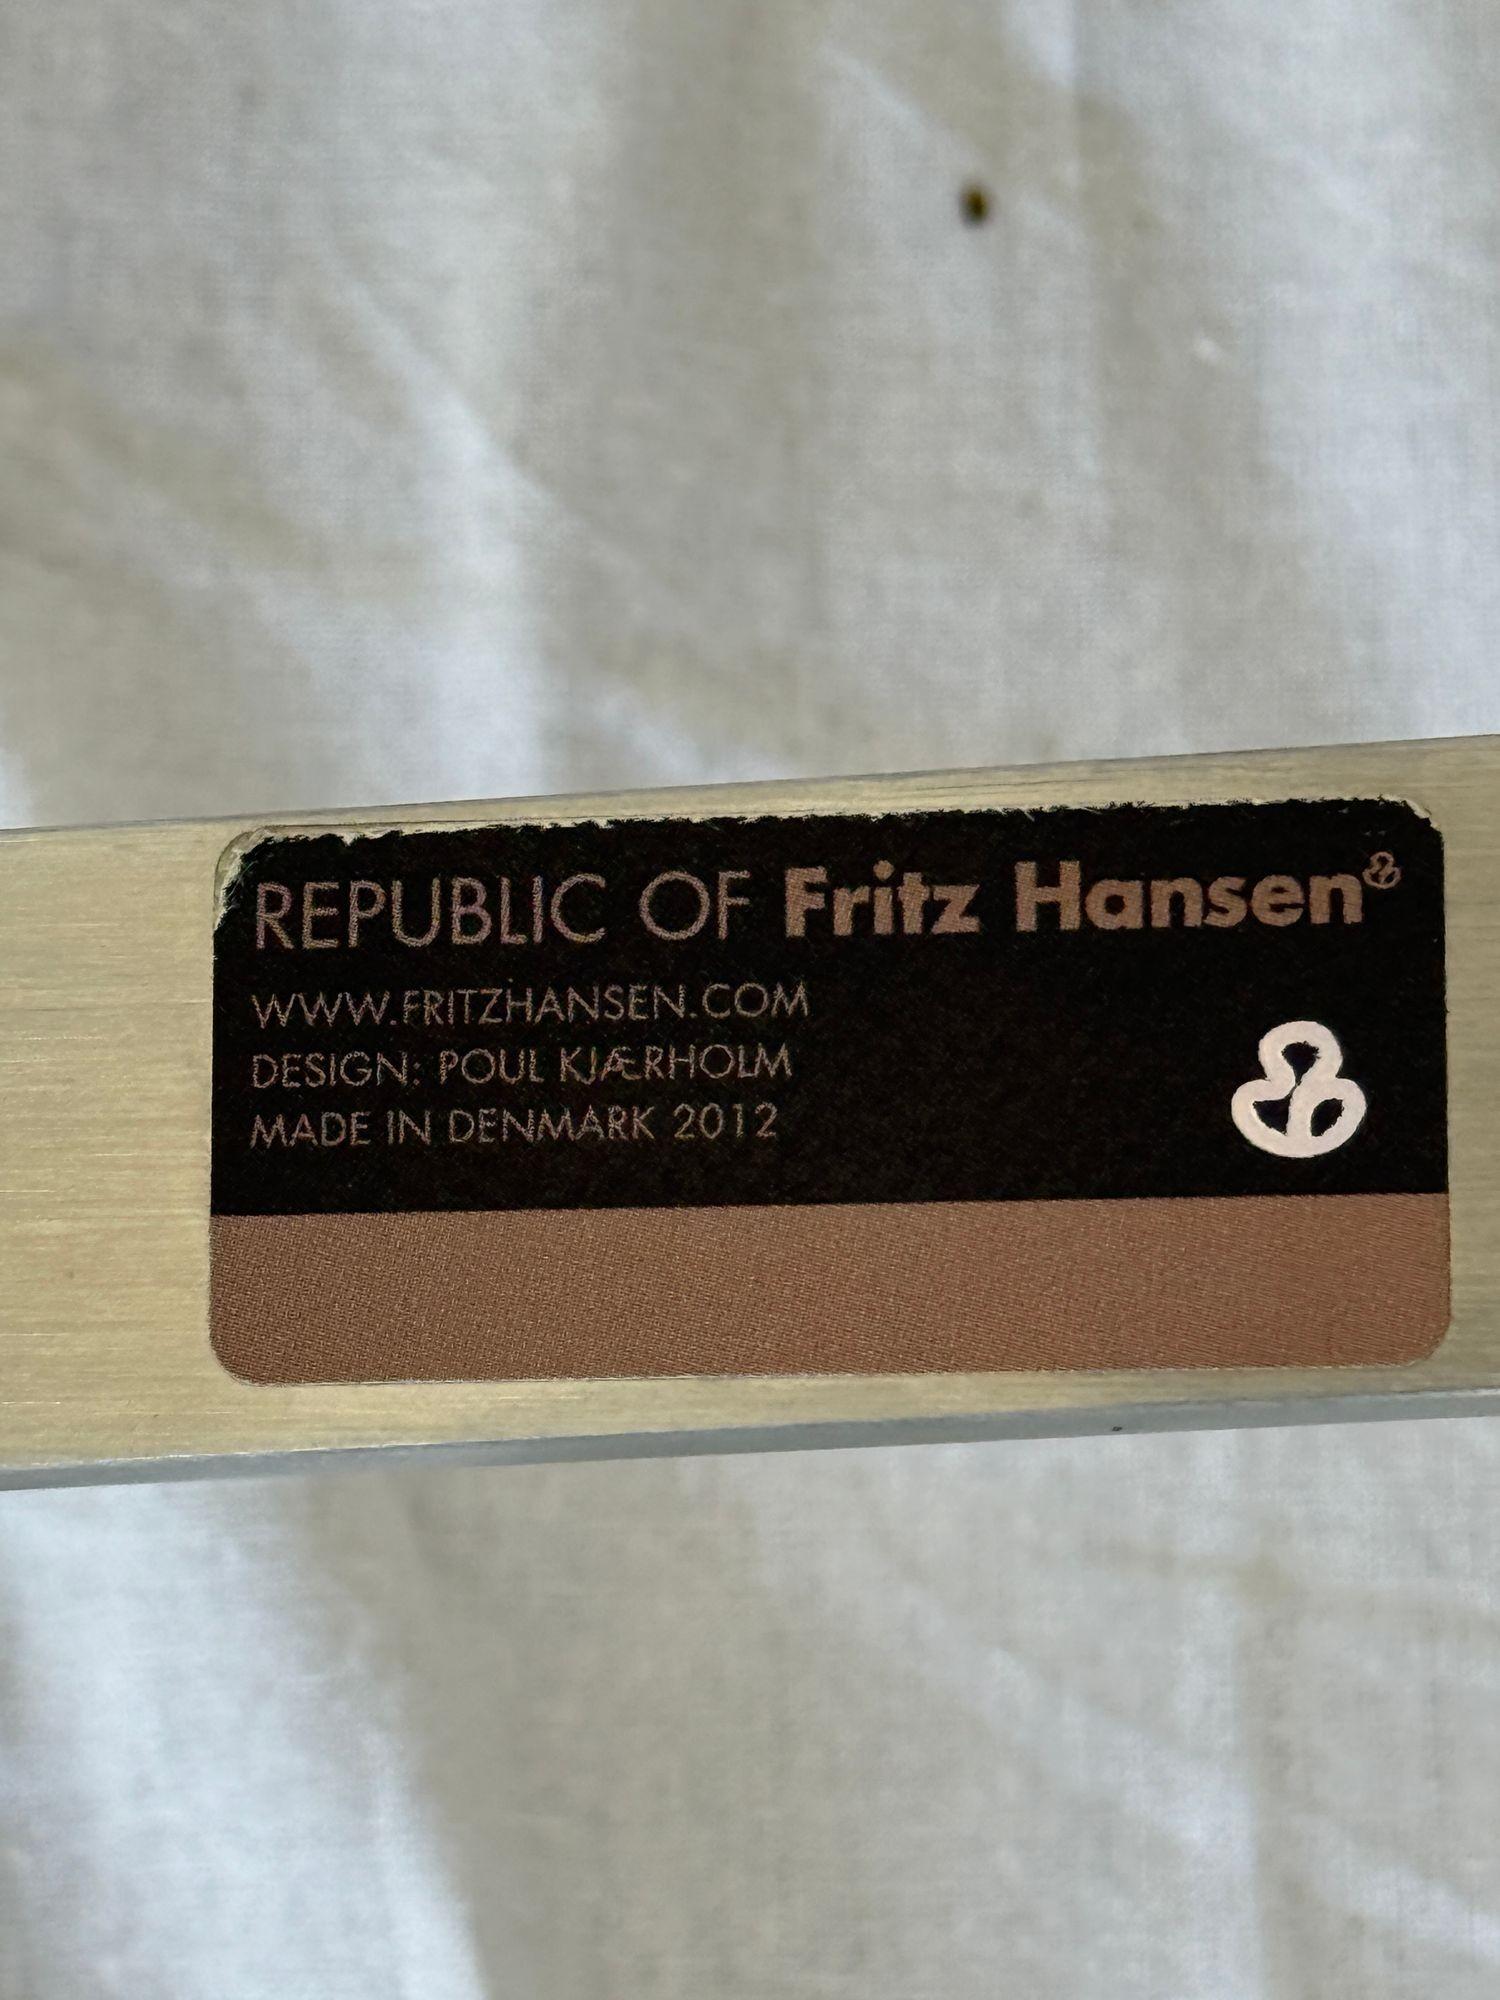 REPUBLIC OF Fritz Hansen
WWW.FRITZHANSEN.COM
DESIGN: POUL KJÆRHOLM
MADE IN DENMARK 2012